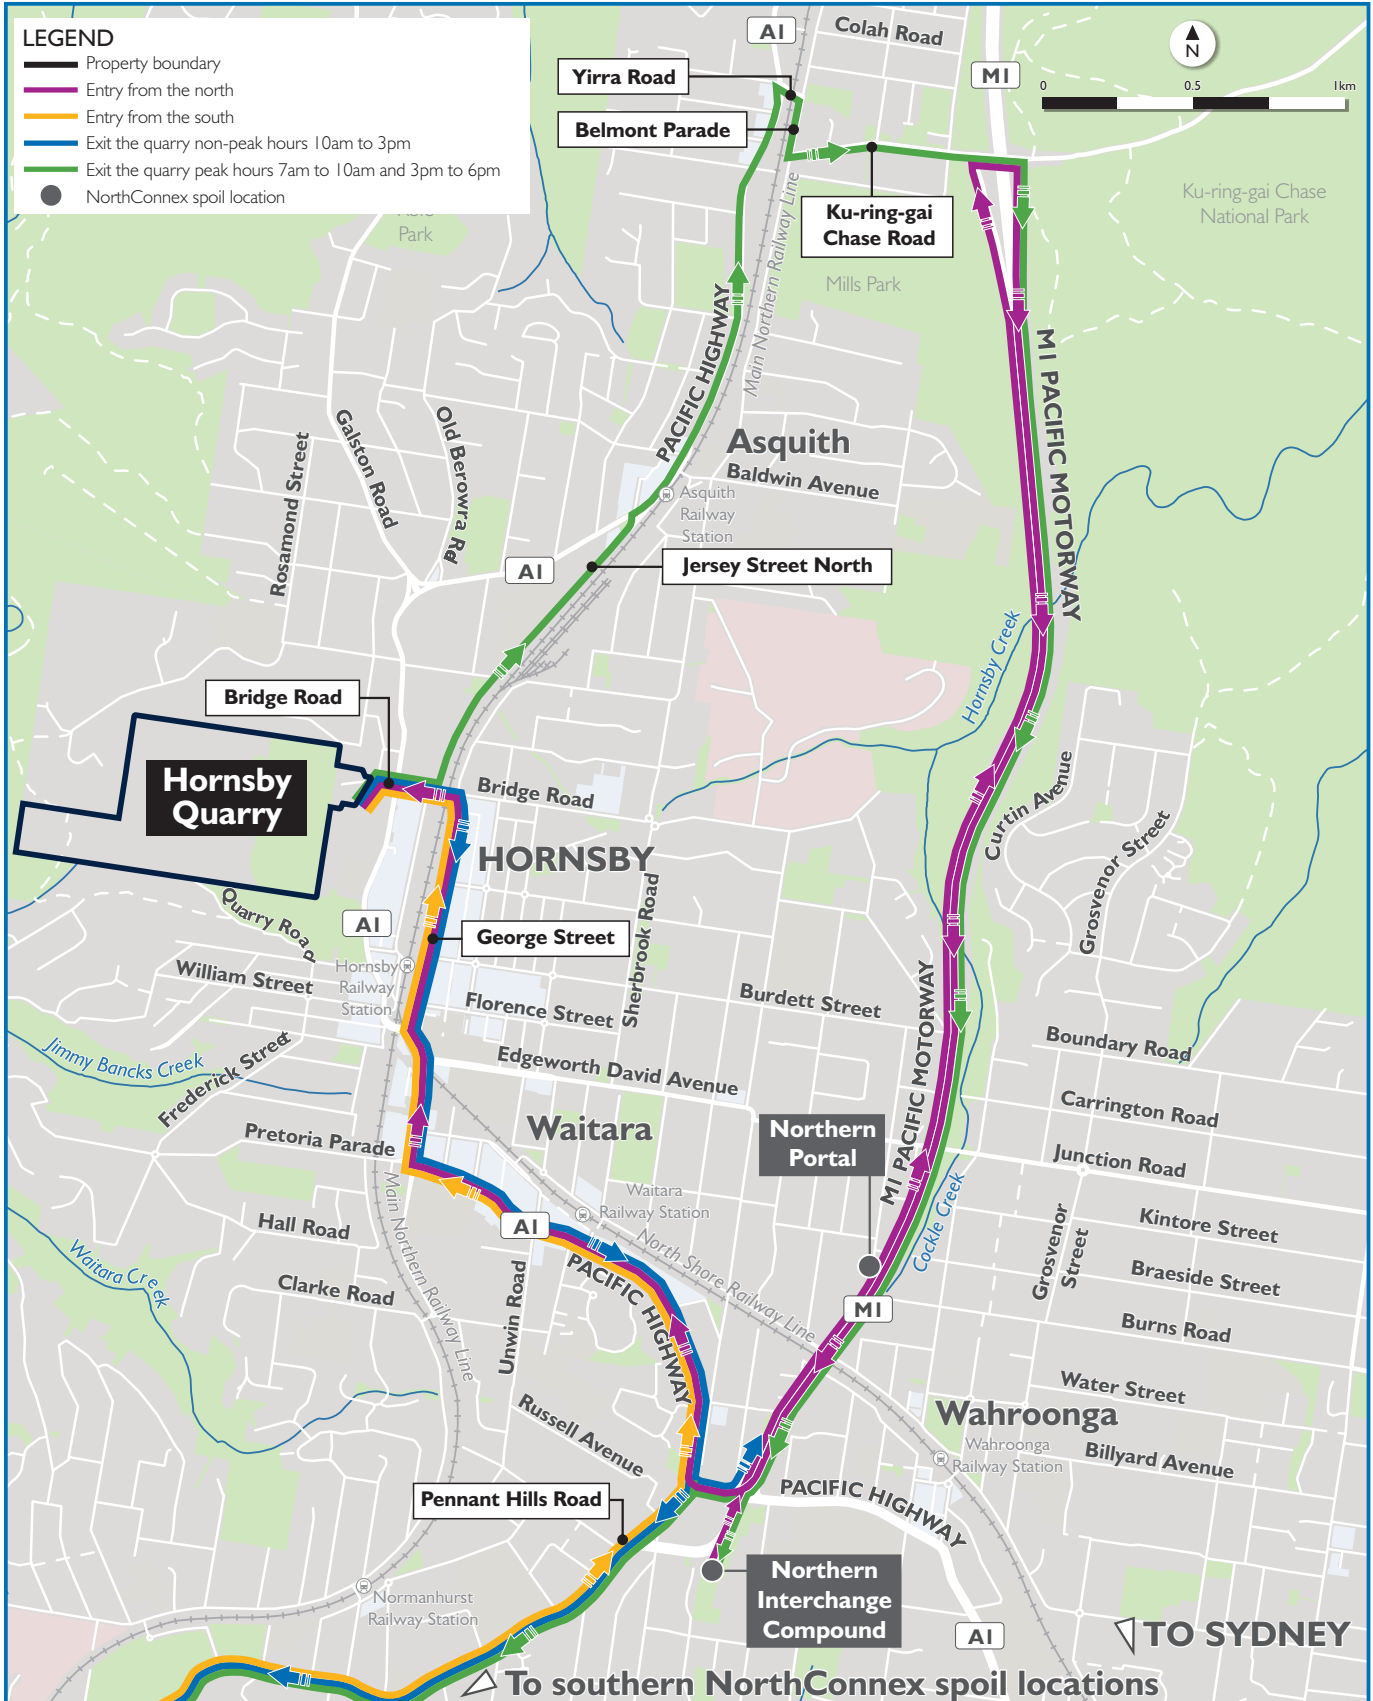 LEGEND
Property boundary
Entry from the north
Entry from the south
Exit the quarry non-peak hours 10am to 3pm
Exit the quarry peak hours 7am to 10am and 3pm to 6pm
NorthConnex spoil location
A1
Colah Road
M1
N
0
0.5
1km
Yirra Road
Belmont Parade
Ku-ring-gai
Chase Road
Ku-ring-gai Chase
National Park
Park
Mills Park
Main Northern Railway Line
PACIFIC HIGHWAY
M1 PACIFIC MOTORWAY
Galston Road
Old Berowra Rd
Rosamond Street
Asquith
Baldwin Avenue
Asquith
Railway
Station
A1
Jersey Street North
Hornsby Creek
Bridge Road
Hornsby
Quarry
Bridge Road
HORNSBY
Curtin Avenue
Grosvenor Street
Sherbrook Road
Quarry Road
A1
George Street
William Street
Hornsby
Railway
Station
Florence Street
Burdett Street
M1 PACIFIC MOTORWAY
Boundary Road
Jimmy Bancks Creek
Frederick Street
Edgeworth David Avenue
Carrington Road
Waitara
Northern
Portal
Pretoria Parade
Junction Road
Cockle Creek
Main Northern Railway Line
Waitara
Railway Station
Hall Road
A1
North Shore Railway Line
Grosvenor
Street
Kintore Street
Waitara Creek
Clarke Road
Unwin Road
PACIFIC HIGHWAY
Braeside Street
M1
Burns Road
Water Street
Russell Avenue
Wahroonga
Wahroonga
Railway Station
Billyard Avenue
Pennant Hills Road
PACIFIC HIGHWAY
Northern
Interchange
Compound
Normanhurst
Railway Station
A1
TO SYDNEY
To southern NorthConnex spoil locations